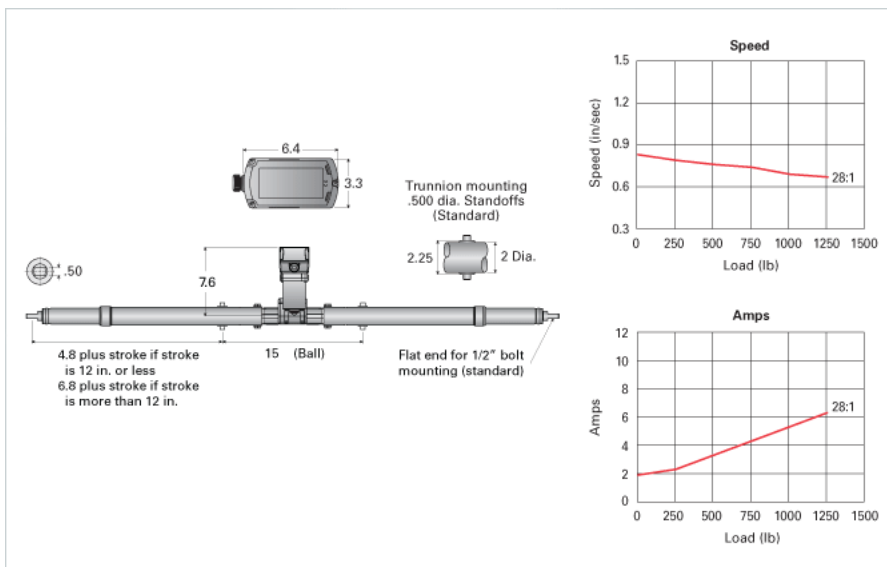 6.4
3.3
Trunnion mounting
.500 dia. Standoffs
(Standard)
2.25
2 Dia.
.50
7.6
15 (Ball)
4.8 plus stroke if stroke
is 12 in. or less
6.8 plus stroke if stroke
is more than 12 in.
Flat end for 1/2" bolt
mounting (standard)
Speed
Speed (in/sec)
1.5
1.2
0.9
0.6
0.3
28:1
0 250 500 750 1000 1250 1500
Load (lb)
Amps
Amps
12
10
8
6
4
2
0
28:1
0 250 500 750 1000 1250 1500
Load (lb)